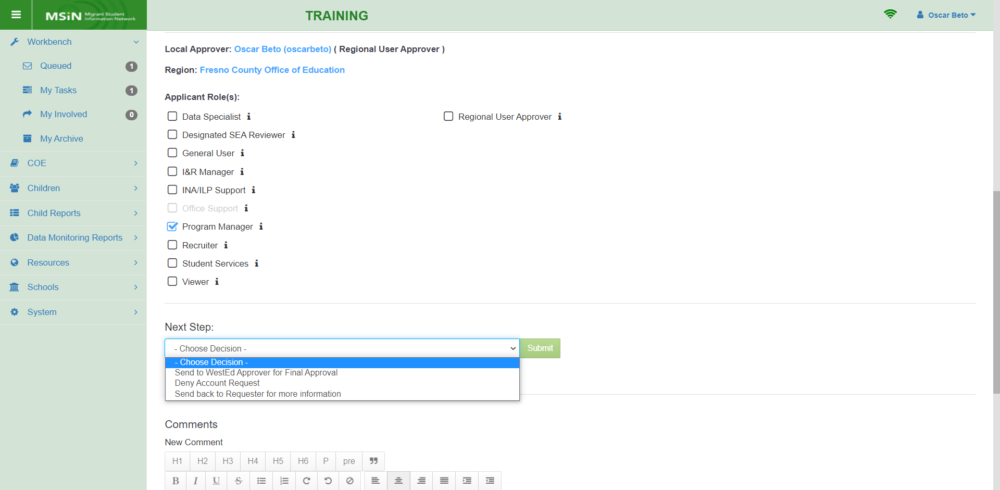 MSiN Migrant Student
Information Network
TRAINING
Oscar Beto
Workbench
Queued 1
My Tasks 1
My Involved 0
My Archive
COE
Children
Child Reports
Data Monitoring Reports
Resources
Schools
System
Local Approver: Oscar Beto (oscarbeto) ( Regional User Approver )
Region: Fresno County Office of Education
Applicant Role(s):
Data Specialist
Regional User Approver
Designated SEA Reviewer
General User
I&R Manager
INA/ILP Support
Office Support
Program Manager
Recruiter
Student Services
Viewer
Next Step:
- Choose Decision -
Submit
- Choose Decision -
Send to WestEd Approver for Final Approval
Deny Account Request
Send back to Requester for more information
Comments
New Comment
H1 H2 H3 H4 H5 H6 P pre
B I U S